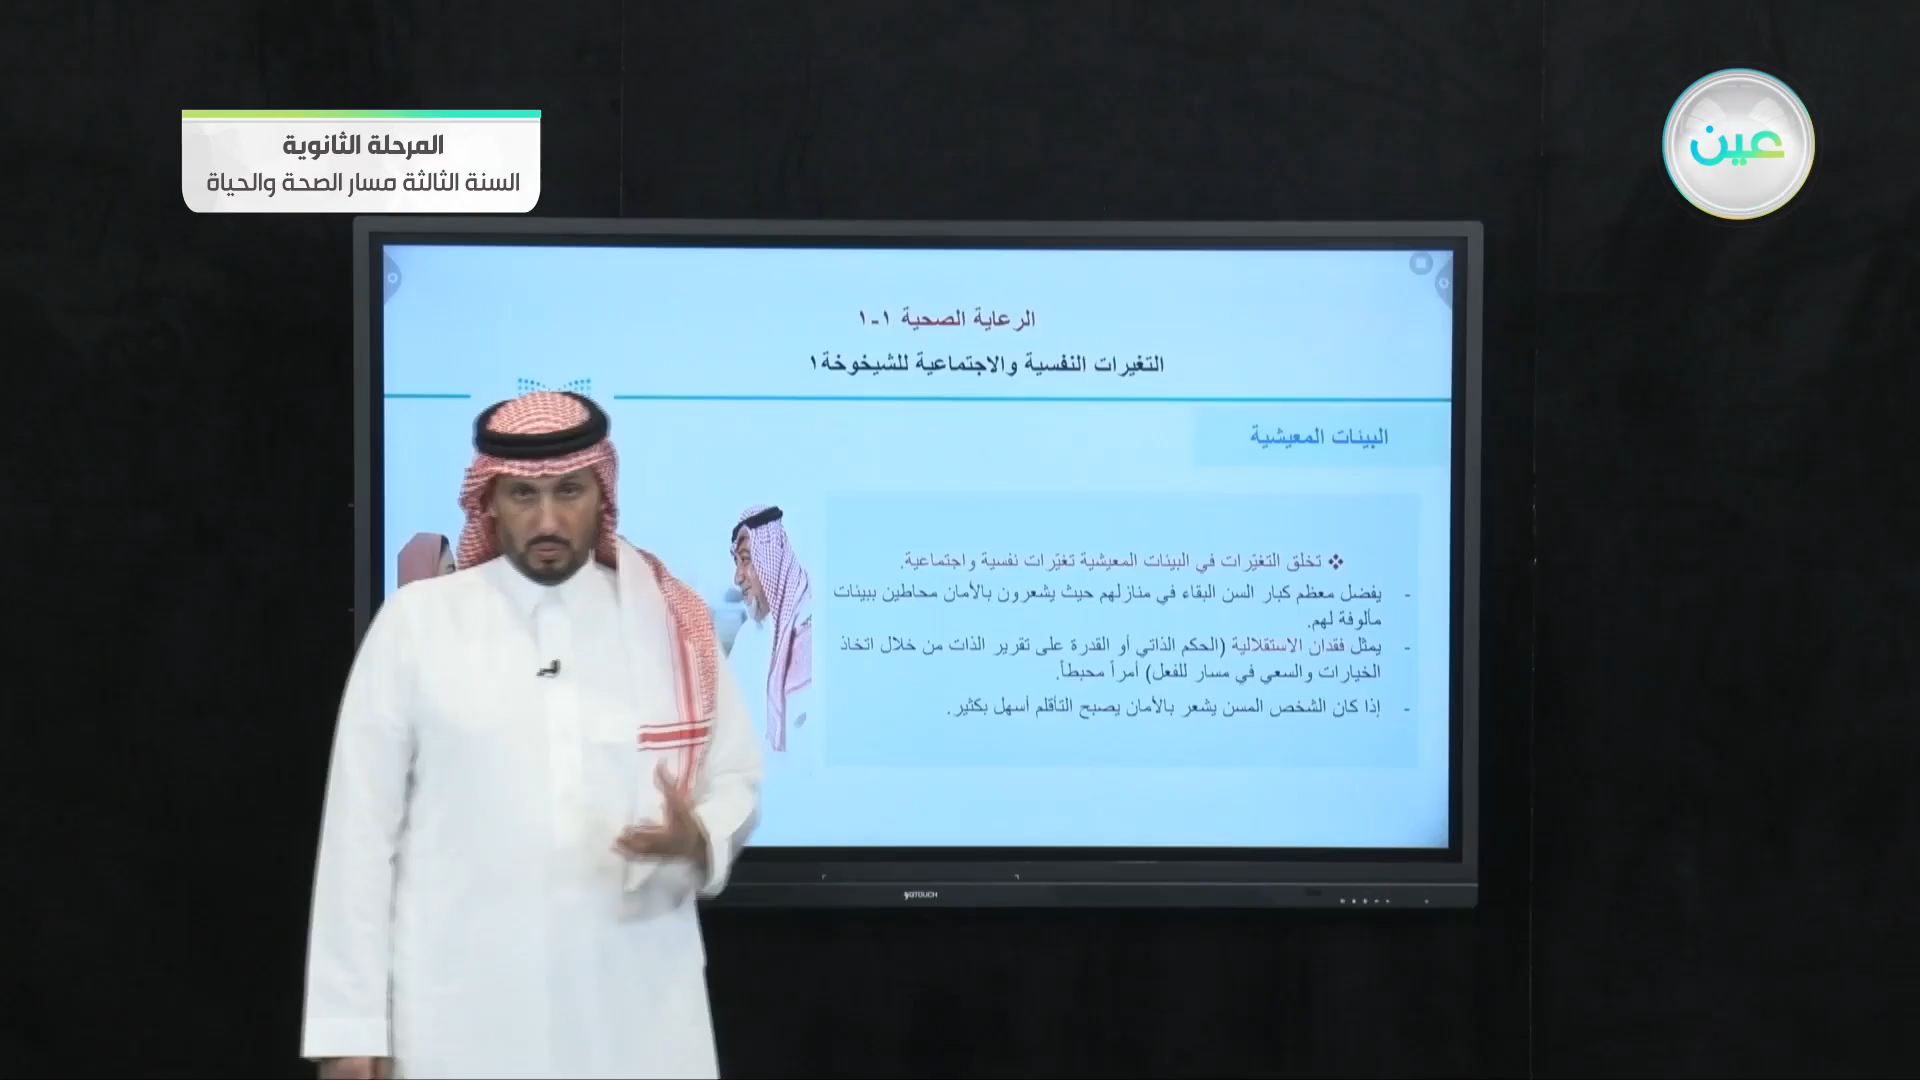 المرحلة الثانوية
السنة الثالثة مسار الصحة والحياة
عين
الرعاية الصحية ١-١
التغيرات النفسية والاجتماعية للشيخوخة١
البيئات المعيشية
❖ تخلق التغيّرات في البيئات المعيشية تغيّرات نفسية واجتماعية.
- يفضل معظم كبار السن البقاء في منازلهم حيث يشعرون بالأمان محاطين ببيئات
مألوفة لهم.
- يمثل فقدان الاستقلالية (الحكم الذاتي أو القدرة على تقرير الذات من خلال اتخاذ
الخيارات والسعي في مسار للفعل) أمراً محبطاً.
- إذا كان الشخص المسن يشعر بالأمان يصبح التأقلم أسهل بكثير.